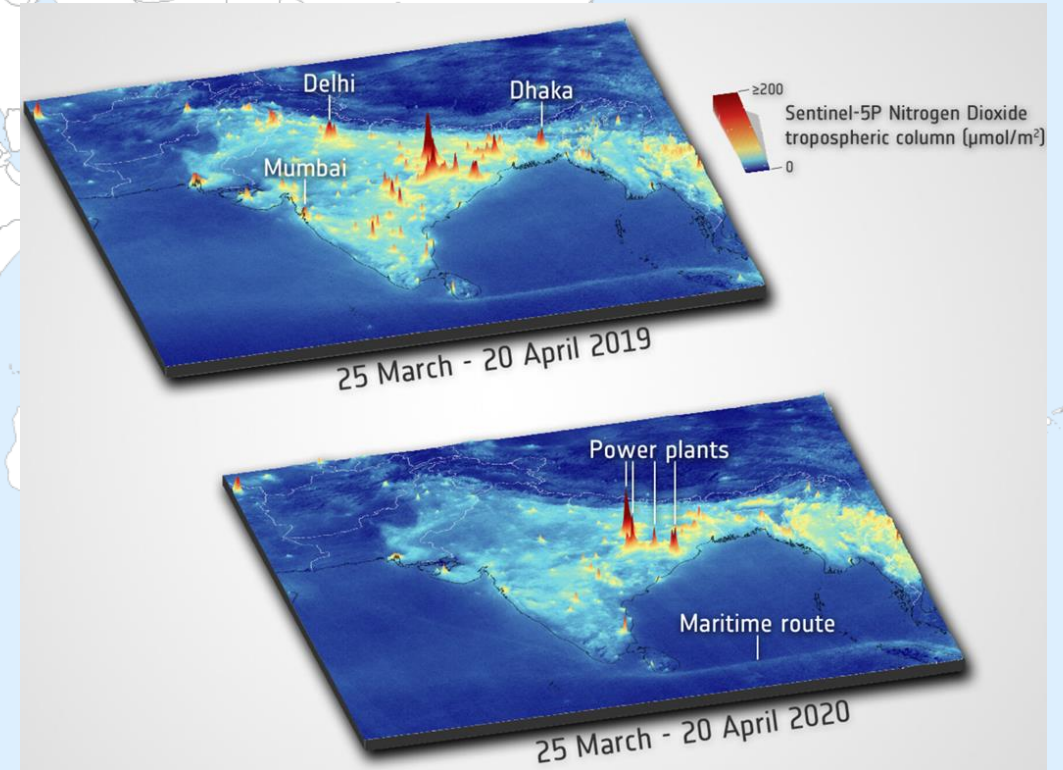 Delhi
Dhaka
Mumbai
≥200
Sentinel-5P Nitrogen Dioxide
tropospheric column (µmol/m²)
0
25 March - 20 April 2019
Power plants
Maritime route
25 March - 20 April 2020